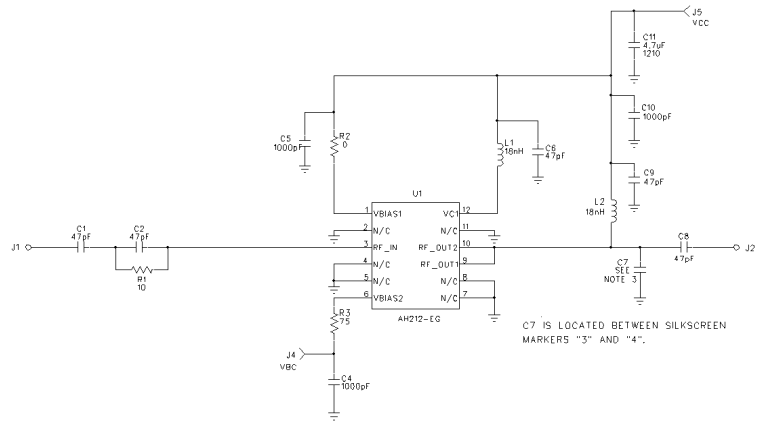 J5
VCC
C11
4.7uF
1210
C10
1000pF
C5
1000pF
R2
0
L1
18nH
C6
47pF
C9
47pF
L2
18nH
U1
1
VBIAS1
VC1
12
2
N/C
N/C
11
3
RF_IN
RF_OUT2
10
RF_OUT1
9
4
N/C
5
N/C
N/C
8
6
VBIAS2
N/C
7
AH212-EG
J1
C1
47pF
C2
47pF
R1
10
C8
47pF
J2
C7
SEE
NOTE 3
R3
75
J4
VBC
C4
1000pF
C7 IS LOCATED BETWEEN SILKSCREEN
MARKERS "3" AND "4".